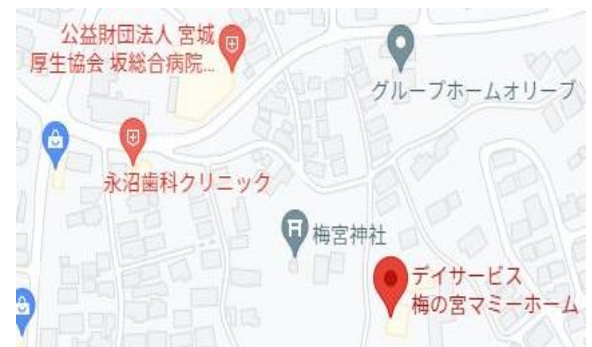 公益財団法人 宮城
厚生協会 坂総合病院...
グループホームオリーブ
永沼歯科クリニック
梅宮神社
デイサービス
梅の宮マミーホーム